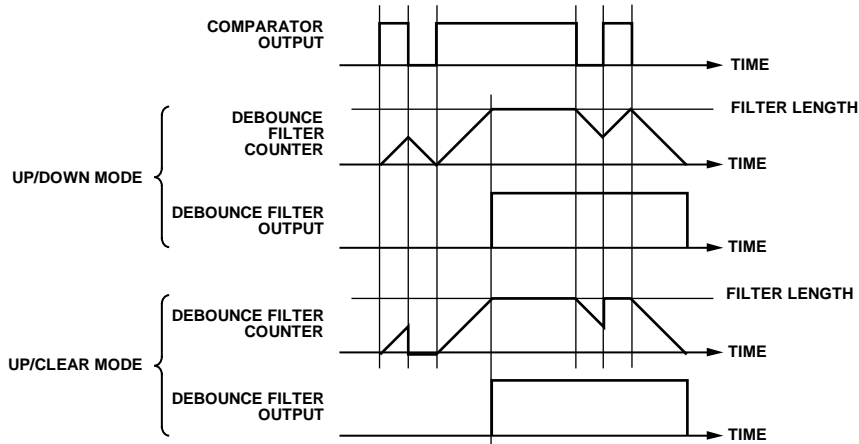 COMPARATOR
OUTPUT
TIME
FILTER LENGTH
DEBOUNCE
FILTER
COUNTER
TIME
UP/DOWN MODE
DEBOUNCE FILTER
OUTPUT
TIME
FILTER LENGTH
DEBOUNCE FILTER
COUNTER
TIME
UP/CLEAR MODE
DEBOUNCE FILTER
OUTPUT
TIME